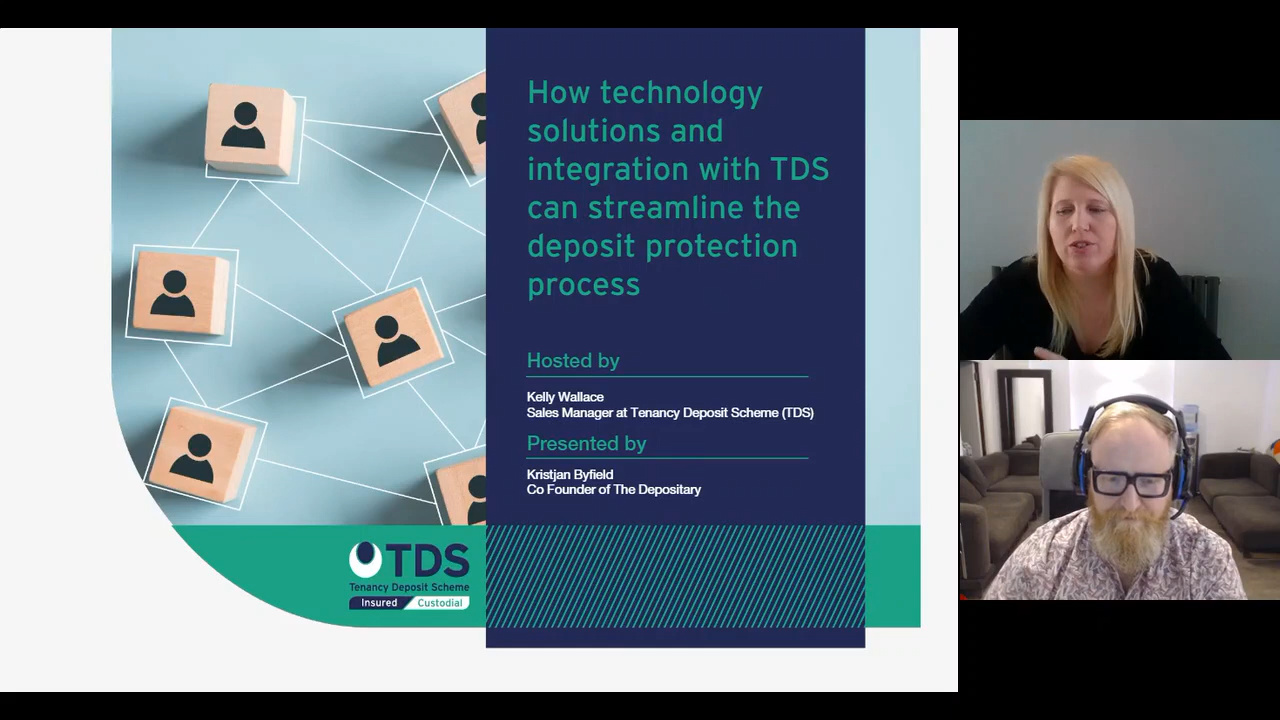 How technology
solutions and
integration with TDS
can streamline the
deposit protection
process
Hosted by
Kelly Wallace
Sales Manager at Tenancy Deposit Scheme (TDS)
Presented by
Kristjan Byfield
Co Founder of The Depositary
TDS
Tenancy Deposit Scheme
Insured Custodial